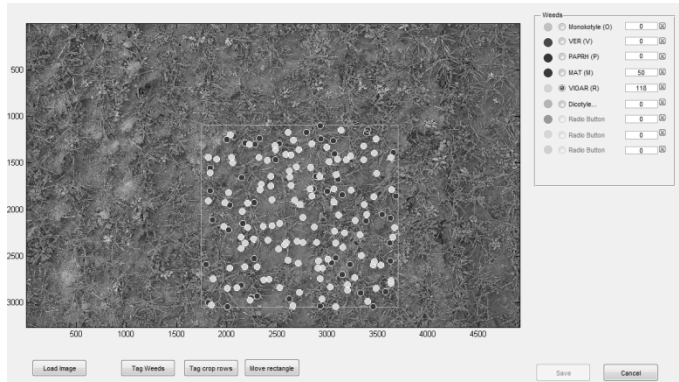 Weeds
Monokotyle (O) 0
VER (V) 0
PAPRH (P) 0
MAT (M) 50
VIOAR (R) 118
Dicotyle... 0
Radio Button 0
Radio Button 0
Radio Button 0
500
1000
1500
2000
2500
3000
500 1000 1500 2000 2500 3000 3500 4000 4500
Load Image Tag Weeds Tag crop rows Move rectangle Save Cancel